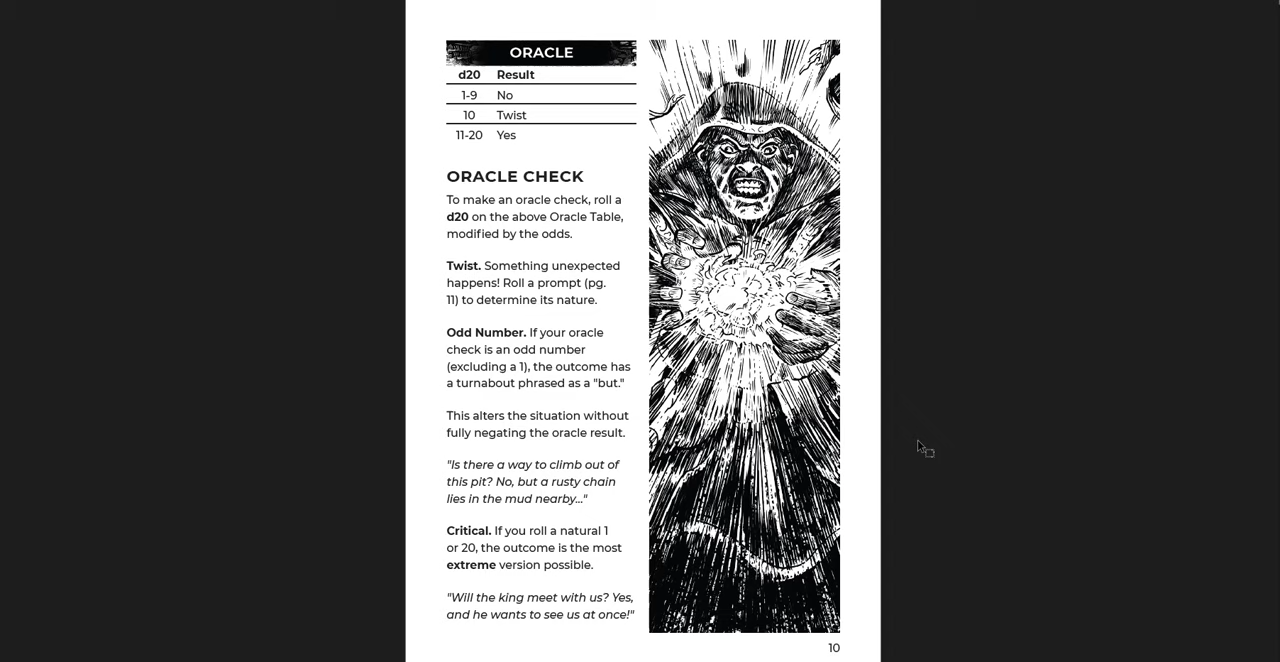 ORACLE
d20 Result
1-9 No
10 Twist
11-20 Yes
ORACLE CHECK
To make an oracle check, roll a
d20 on the above Oracle Table,
modified by the odds.
Twist. Something unexpected
happens! Roll a prompt (pg.
11) to determine its nature.
Odd Number. If your oracle
check is an odd number
(excluding a 1), the outcome has
a turnabout phrased as a "but."
This alters the situation without
fully negating the oracle result.
"Is there a way to climb out of
this pit? No, but a rusty chain
lies in the mud nearby..."
Critical. If you roll a natural 1
or 20, the outcome is the most
extreme version possible.
"Will the king meet with us? Yes,
and he wants to see us at once!"
10